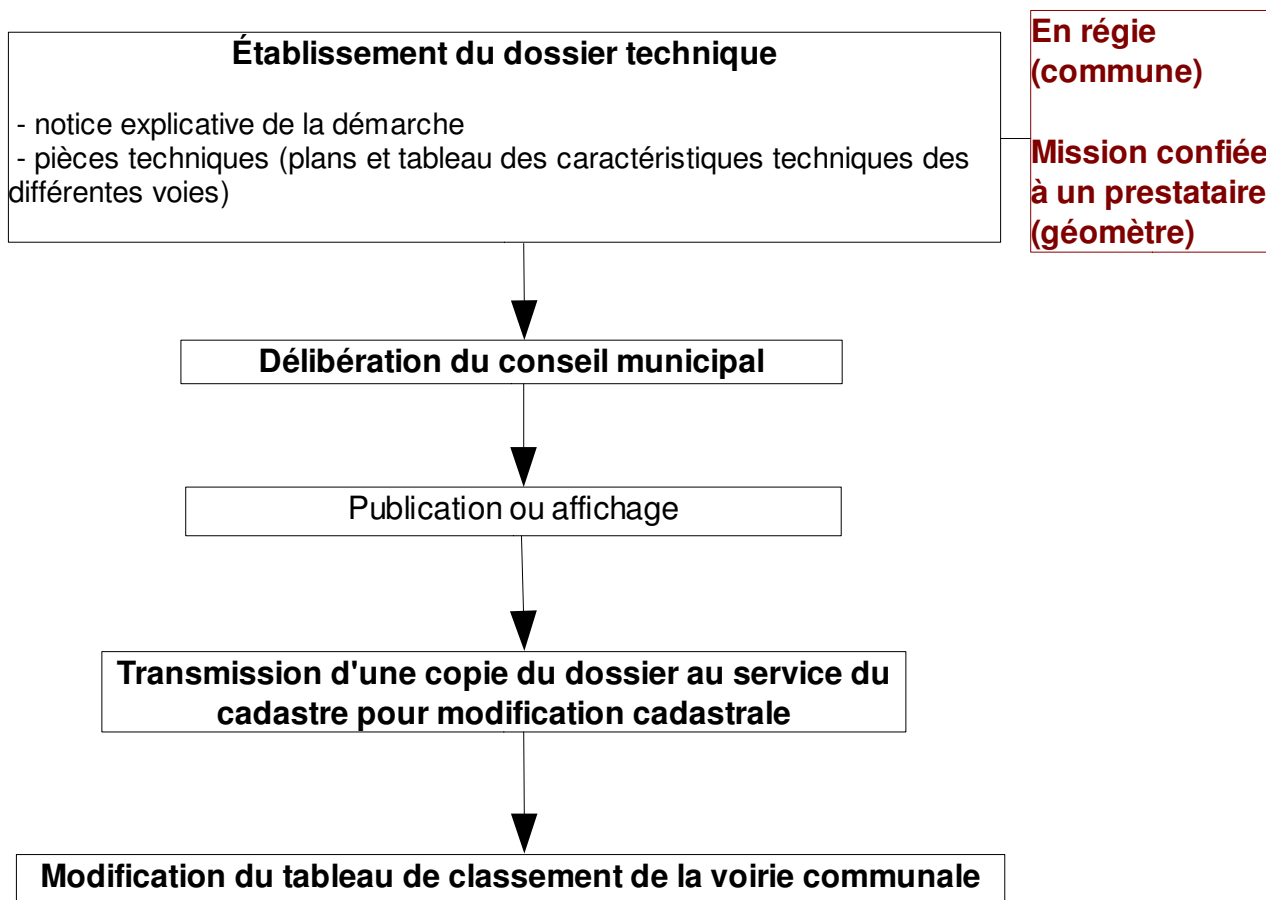 Établissement du dossier technique
- notice explicative de la démarche
- pièces techniques (plans et tableau des caractéristiques techniques des
différentes voies)
En régie
(commune)
Mission confiée
à un prestataire
(géomètre)
Délibération du conseil municipal
Publication ou affichage
Transmission d'une copie du dossier au service du
cadastre pour modification cadastrale
Modification du tableau de classement de la voirie communale